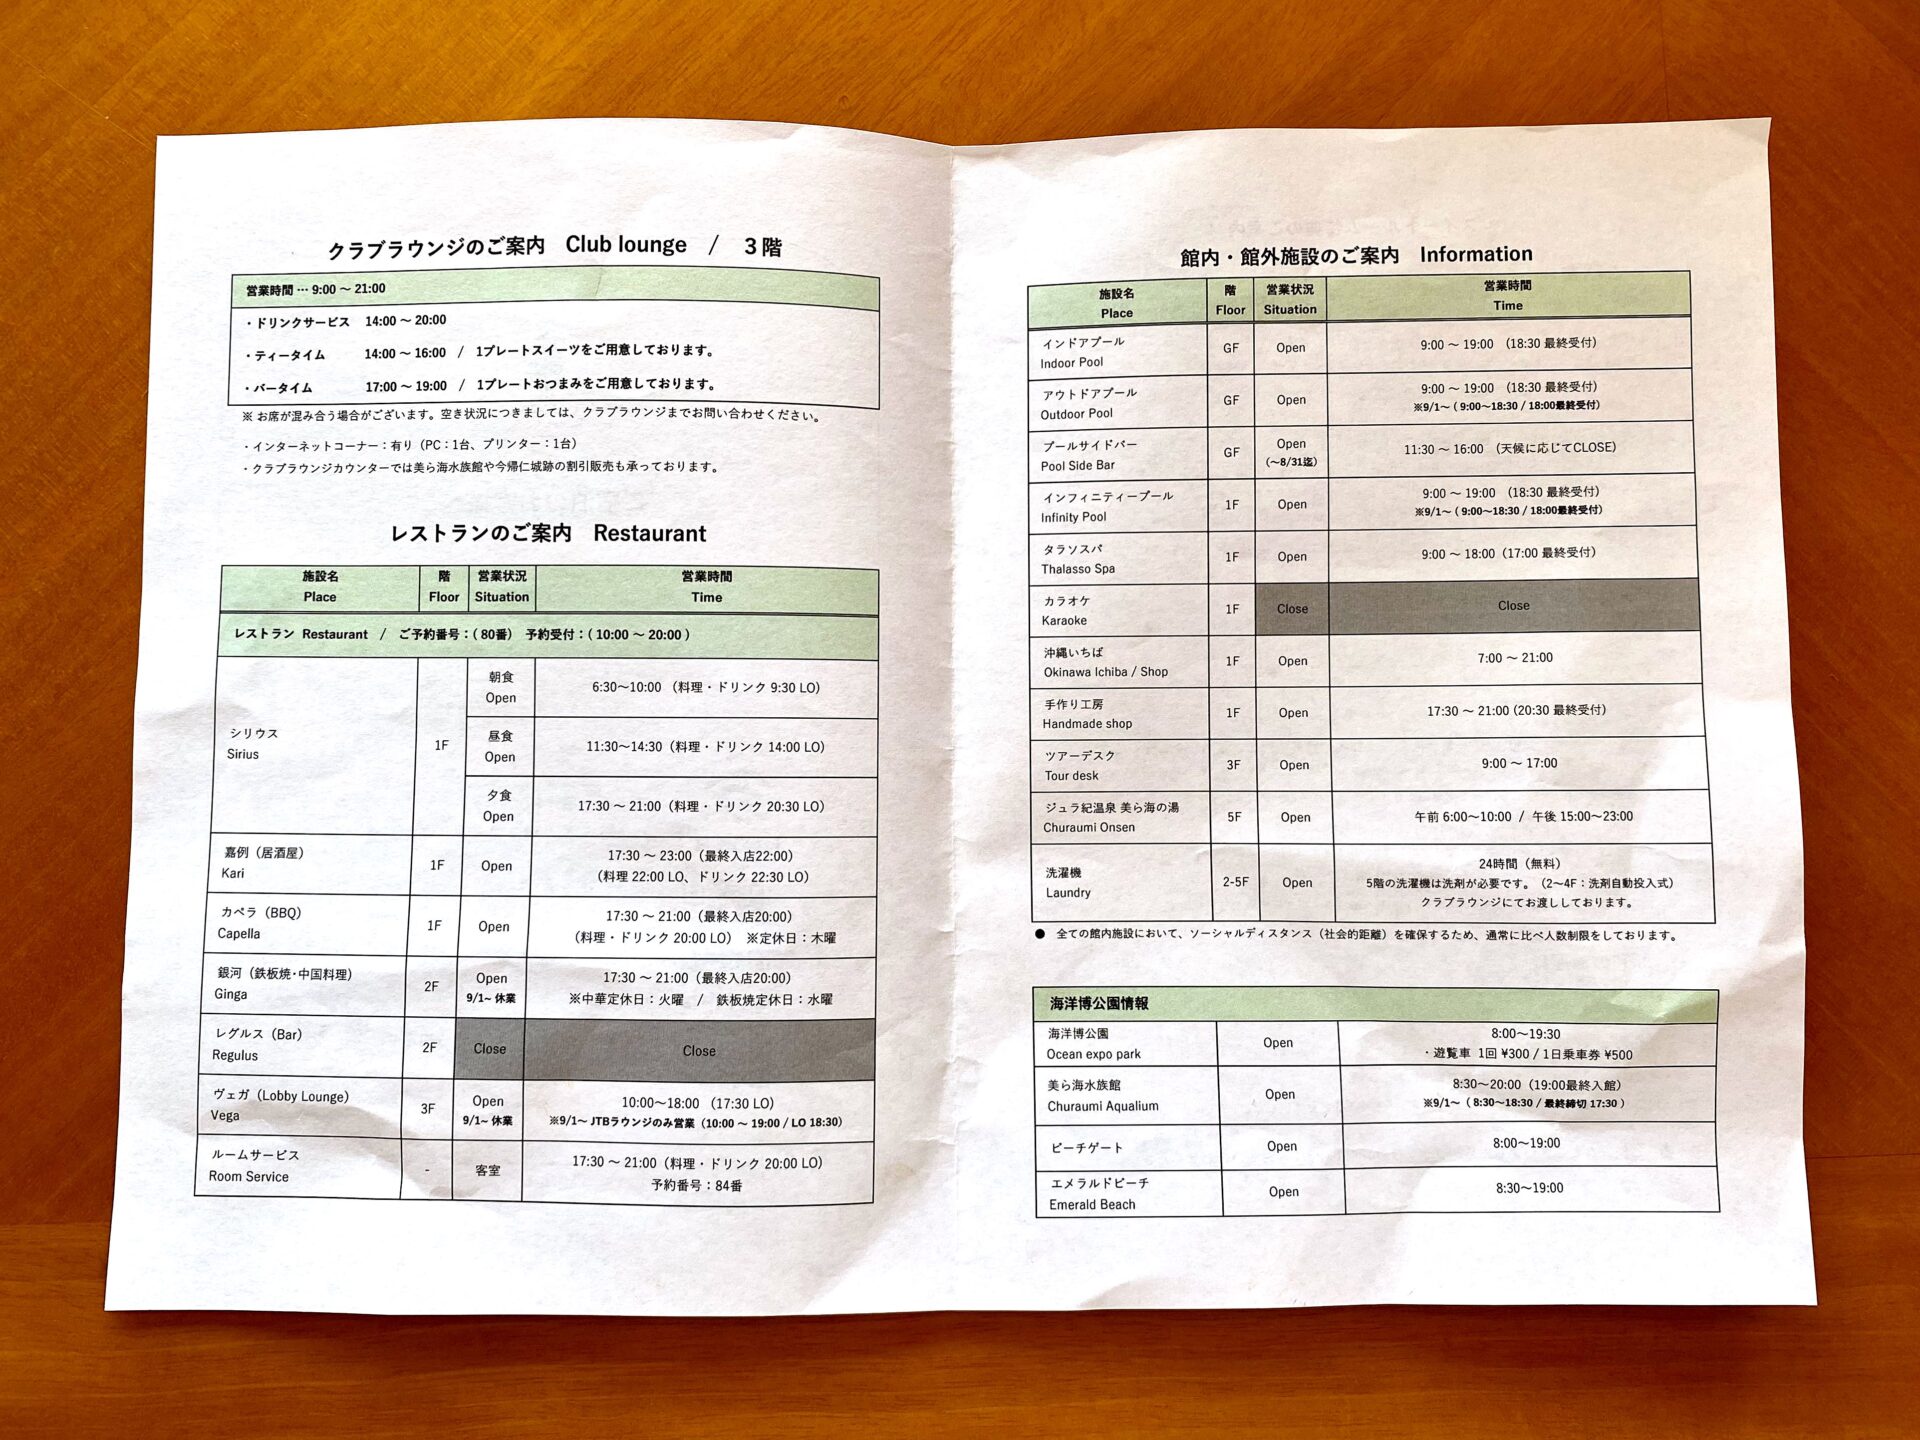 クラブラウンジのご案内 Club lounge / 3階
営業時間 … 9:00 ～ 21:00
・ドリンクサービス 14:00 ～ 20:00
・ティータイム 14:00 ～ 16:00 / 1プレートスイーツをご用意しております。
・バータイム 17:00 ～ 19:00 / 1プレートおつまみをご用意しております。
※ お席が混み合う場合がございます。空き状況につきましては、クラブラウンジまでお問い合わせください。
・インターネットコーナー：有り（PC：1台、プリンター：1台）
・クラブラウンジカウンターでは美ら海水族館や今帰仁城跡の割引販売も承っております。
レストランのご案内 Restaurant
施設名 階 営業状況 営業時間
Place Floor Situation Time
レストラン Restaurant / ご予約番号：( 80番） 予約受付：( 10:00 ～ 20:00 )
シリウス
Sirius
1F
朝食
Open
6:30～10:00 （料理・ドリンク 9:30 LO）
昼食
Open
11:30～14:30（料理・ドリンク 14:00 LO）
夕食
Open
17:30 ～ 21:00（料理・ドリンク 20:30 LO）
嘉例（居酒屋）
Kari
1F
Open
17:30 ～ 23:00（最終入店22:00）
（料理 22:00 LO、ドリンク 22:30 LO）
カペラ（BBQ）
Capella
1F
Open
17:30 ～ 21:00（最終入店20:00）
（料理・ドリンク 20:00 LO） ※定休日：木曜
銀河（鉄板焼･中国料理）
Ginga
2F
Open
9/1~ 休業
17:30 ～ 21:00（最終入店20:00）
※中華定休日：火曜 / 鉄板焼定休日：水曜
レグルス（Bar）
Regulus
2F
Close
Close
ヴェガ（Lobby Lounge）
Vega
3F
Open
9/1~ 休業
10:00～18:00 （17:30 LO）
※9/1～ JTBラウンジのみ営業（10:00 ～ 19:00 / LO 18:30）
ルームサービス
Room Service
-
客室
17:30 ～ 21:00（料理・ドリンク 20:00 LO）
予約番号：84番
館内・館外施設のご案内 Information
施設名 階 営業状況 営業時間
Place Floor Situation Time
インドアプール
Indoor Pool
GF
Open
9:00 ～ 19:00 （18:30 最終受付）
アウトドアプール
Outdoor Pool
GF
Open
9:00 ～ 19:00 （18:30 最終受付）
※9/1～（ 9:00～18:30 / 18:00最終受付）
プールサイドバー
Pool Side Bar
GF
Open
（～8/31迄）
11:30 ～ 16:00 （天候に応じてCLOSE）
インフィニティープール
Infinity Pool
1F
Open
9:00 ～ 19:00 （18:30 最終受付）
※9/1～（ 9:00～18:30 / 18:00最終受付）
タラソスパ
Thalasso Spa
1F
Open
9:00 ～ 18:00（17:00 最終受付）
カラオケ
Karaoke
1F
Close
Close
沖縄いちば
Okinawa Ichiba / Shop
1F
Open
7:00 ～ 21:00
手作り工房
Handmade shop
1F
Open
17:30 ～ 21:00 (20:30 最終受付）
ツアーデスク
Tour desk
3F
Open
9:00 ～ 17:00
ジュラ紀温泉 美ら海の湯
Churaumi Onsen
5F
Open
午前 6:00～10:00 / 午後 15:00～23:00
洗濯機
Laundry
2-5F
Open
24時間（無料）
5階の洗濯機は洗剤が必要です。（2～4F：洗剤自動投入式）
クラブラウンジにてお渡ししております。
● 全ての館内施設において、ソーシャルディスタンス（社会的距離）を確保するため、通常に比べ人数制限をしております。
海洋博公園情報
海洋博公園
Ocean expo park
Open
8:00～19:30
・遊覧車 1回 ¥300 / 1日乗車券 ¥500
美ら海水族館
Churaumi Aqualium
Open
8:30～20:00（19:00最終入館）
※9/1～（ 8:30～18:30 / 最終締切 17:30 ）
ビーチゲート
Open
8:00～19:00
エメラルドビーチ
Emerald Beach
Open
8:30～19:00